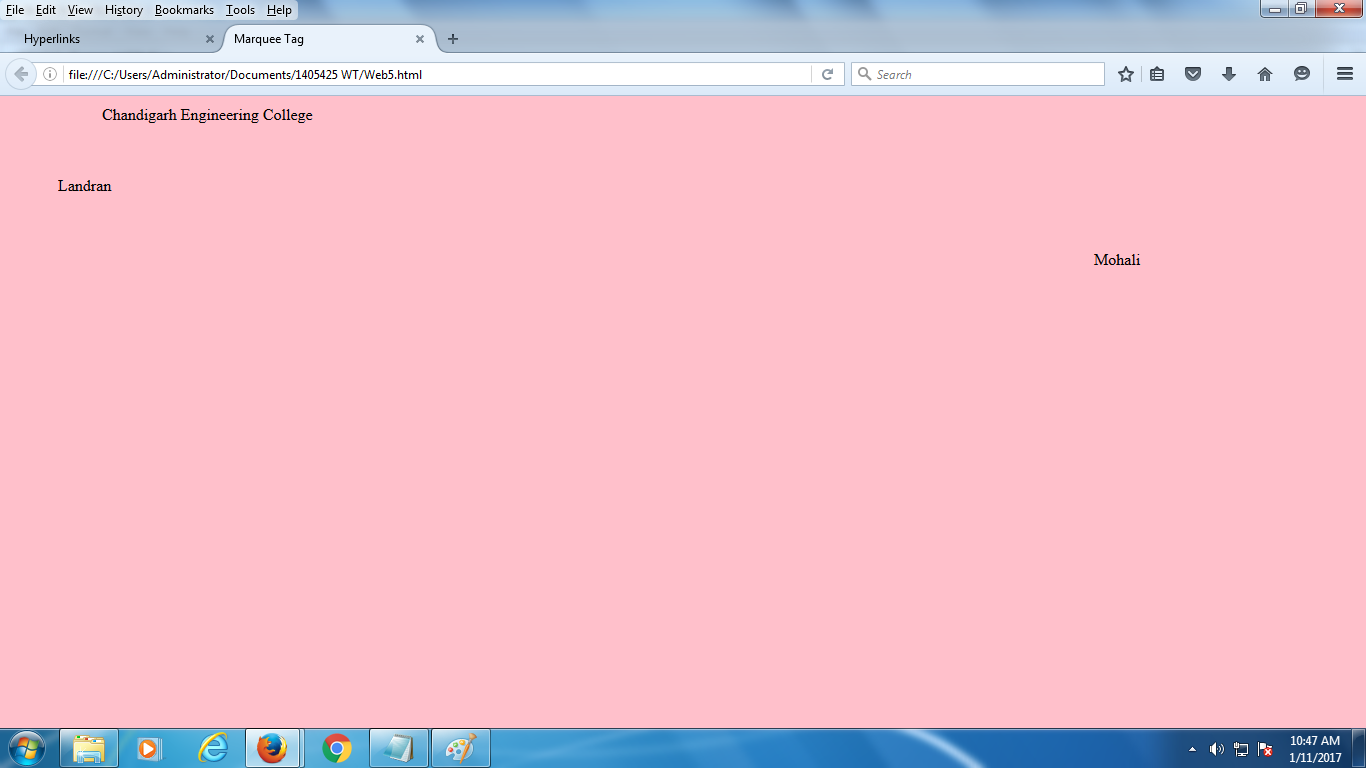 File Edit View History Bookmarks Tools Help
Hyperlinks Marquee Tag
file:///C:/Users/Administrator/Documents/1405425 WT/Web5.html Search
Chandigarh Engineering College
Landran
Mohali
10:47 AM
1/11/2017